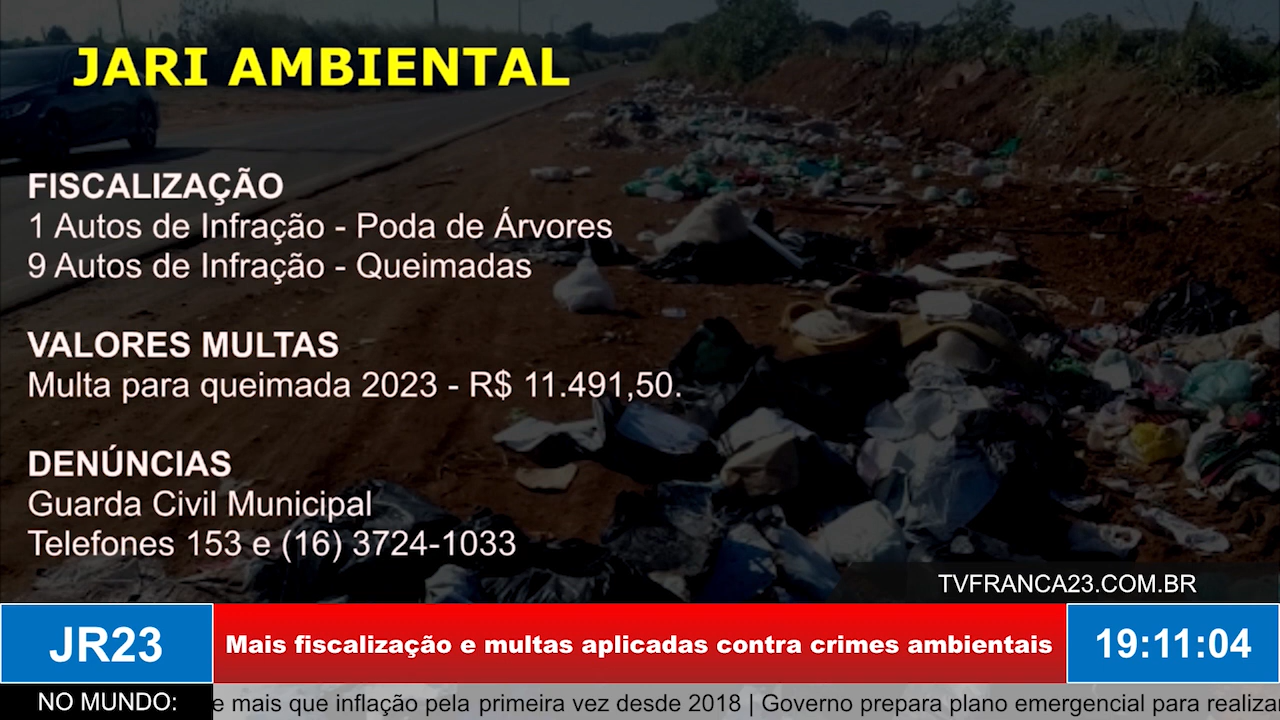 JARI AMBIENTAL
FISCALIZAÇÃO
1 Autos de Infração - Poda de Árvores
9 Autos de Infração - Queimadas
VALORES MULTAS
Multa para queimada 2023 - R$ 11.491,50.
DENÚNCIAS
Guarda Civil Municipal
Telefones 153 e (16) 3724-1033
TVFRANCA23.COM.BR
JR23
Mais fiscalização e multas aplicadas contra crimes ambientais
19:11:04
NO MUNDO:
e mais que inflação pela primeira vez desde 2018 | Governo prepara plano emergencial para realiza